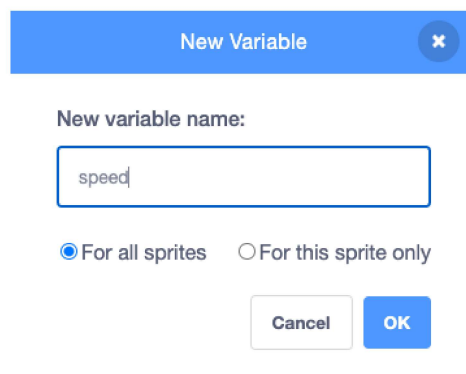 New Variable
New variable name:
speed
For all sprites For this sprite only
Cancel OK